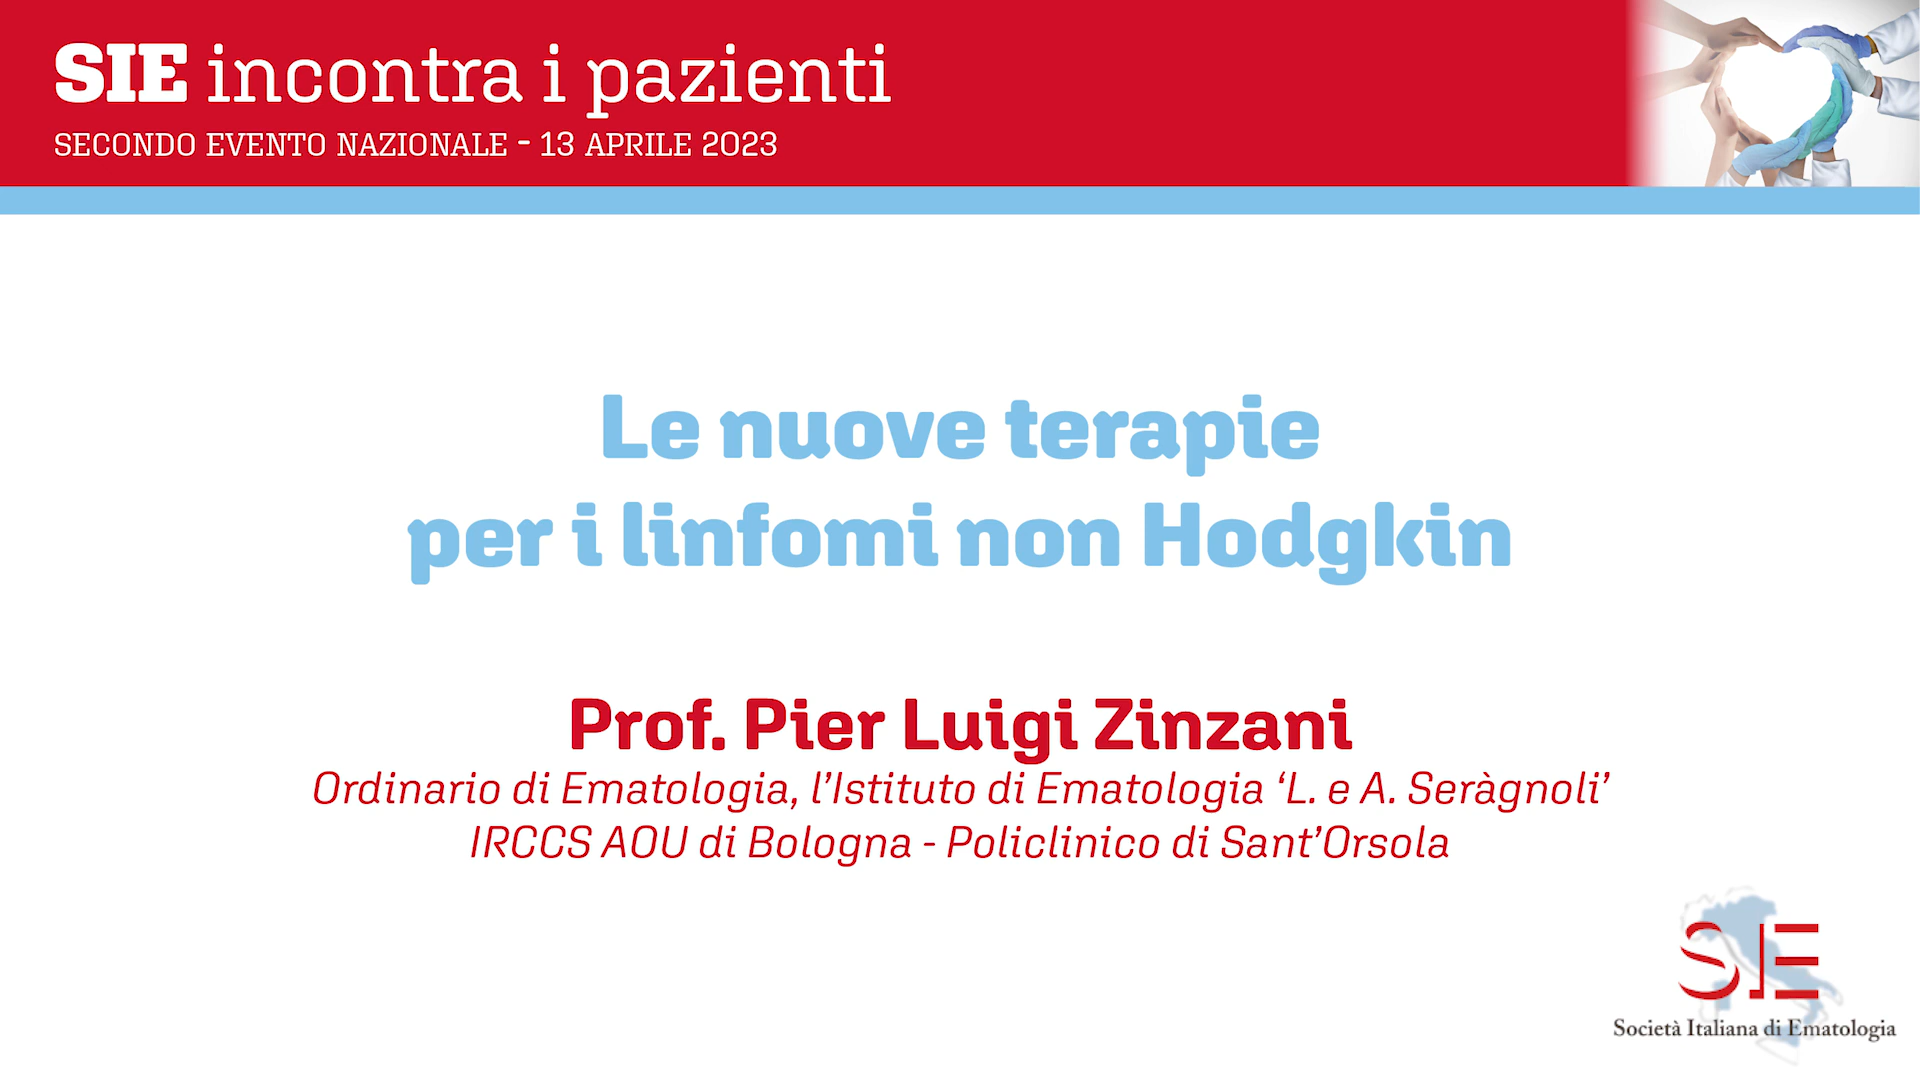 SIE incontra i pazienti
SECONDO EVENTO NAZIONALE - 13 APRILE 2023
Le nuove terapie
per i linfomi non Hodgkin
Prof. Pier Luigi Zinzani
Ordinario di Ematologia, l’Istituto di Ematologia ‘L. e A. Seràgnoli’
IRCCS AOU di Bologna - Policlinico di Sant’Orsola
SIE
Società Italiana di Ematologia